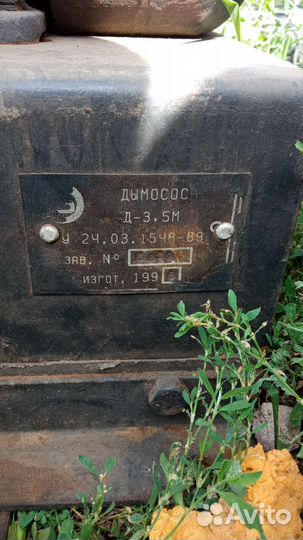 ДЫМОСОС
Д-3,5М
У 24.03.1548-89
ЗАВ. №
ИЗГОТ. 199
Avito